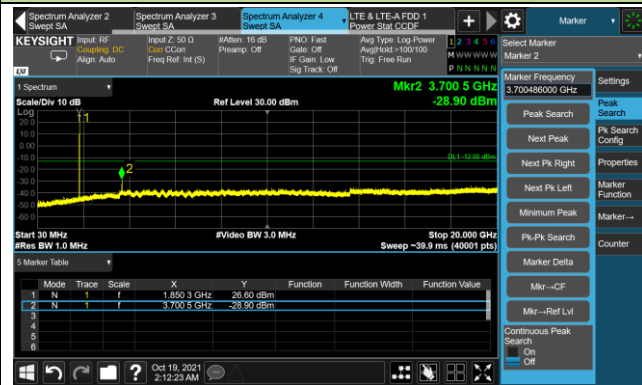 Spectrum Analyzer 2
Swept SA
Spectrum Analyzer 3
Swept SA
Spectrum Analyzer 4
Swept SA
LTE & LTE-A FDD 1
Power Stat CCDF
Marker
KEYSIGHT
Input: RF
Coupling: DC
Align: Auto
Input Z: 50 Ω
Corr CCorr
Freq Ref: Int (S)
#Atten: 16 dB
Preamp: Off
PNO: Fast
Gate: Off
IF Gain: Low
Sig Track: Off
Avg Type: Log-Power
Avg|Hold:>100/100
Trig: Free Run
1 2 3 4 5 6
M W W W W W
P N N N N N
LXI
Select Marker
Marker 2
Marker Frequency
3.700486000 GHz
Settings
Peak Search
Next Peak
Next Pk Right
Next Pk Left
Minimum Peak
Pk-Pk Search
Marker Delta
Mkr→CF
Mkr→Ref Lvl
Continuous Peak
Search
On
Off
Peak
Search
Pk Search
Config
Properties
Marker
Function
Marker→
Counter
1 Spectrum
Mkr2 3.700 5 GHz
Scale/Div 10 dB
Ref Level 30.00 dBm
-28.90 dBm
Log
20.0
10.0
0.00
-10.0
-20.0
-30.0
-40.0
-50.0
-60.0
1
2
DL1 -13.00 dBm
Start 30 MHz
#Video BW 3.0 MHz
Stop 20.000 GHz
#Res BW 1.0 MHz
Sweep ~39.9 ms (40001 pts)
5 Marker Table
Mode Trace Scale X Y Function Function Width Function Value
1 N 1 f 1.850 3 GHz 26.60 dBm
2 N 1 f 3.700 5 GHz -28.90 dBm
3
4
5
6
Oct 19, 2021
2:12:23 AM